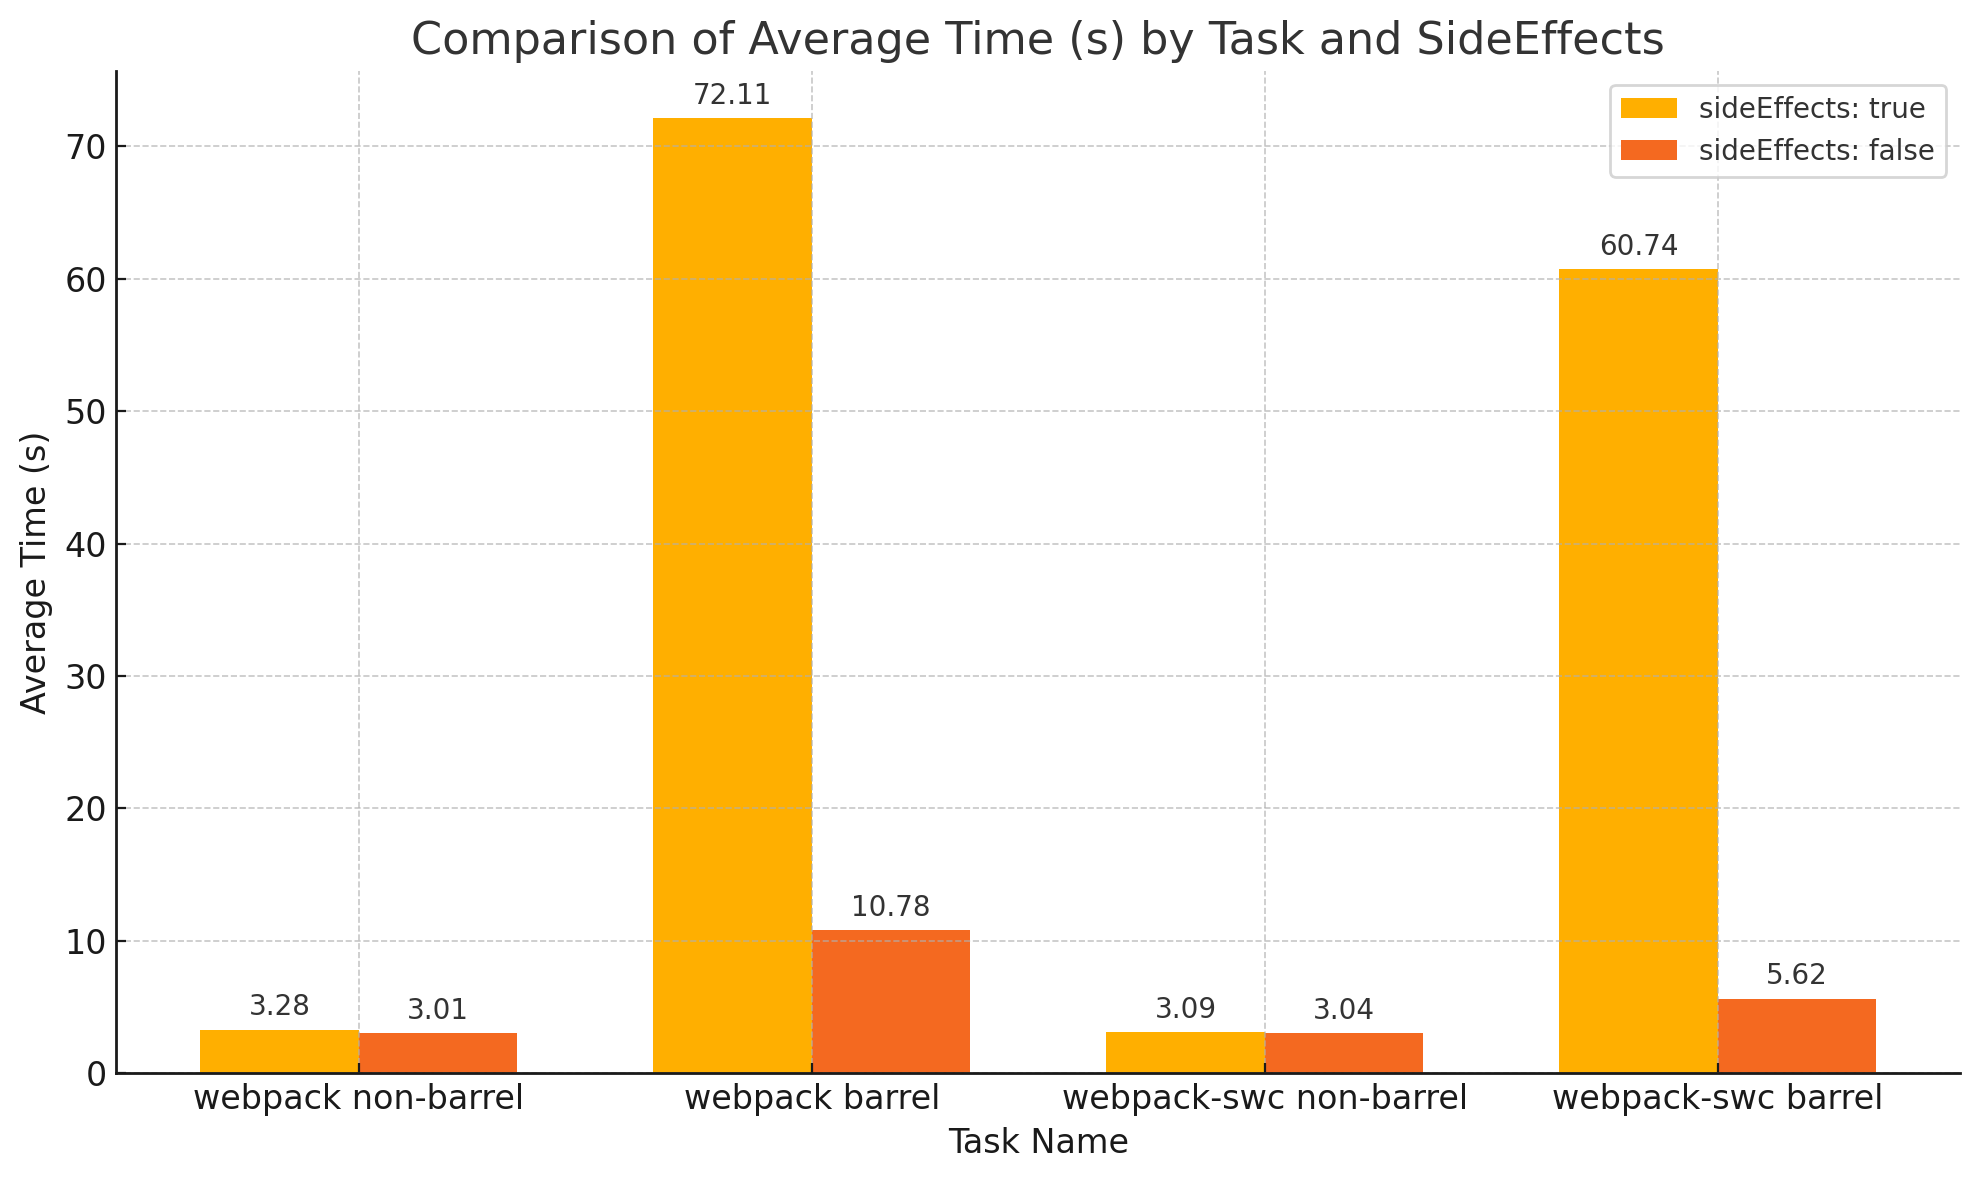 Comparison of Average Time (s) by Task and SideEffects
72.11
sideEffects: true
sideEffects: false
70
60.74
60
50
Average Time (s)
40
30
20
10.78
10
5.62
3.28
3.01
3.09
3.04
0
webpack non-barrel
webpack barrel
webpack-swc non-barrel
webpack-swc barrel
Task Name